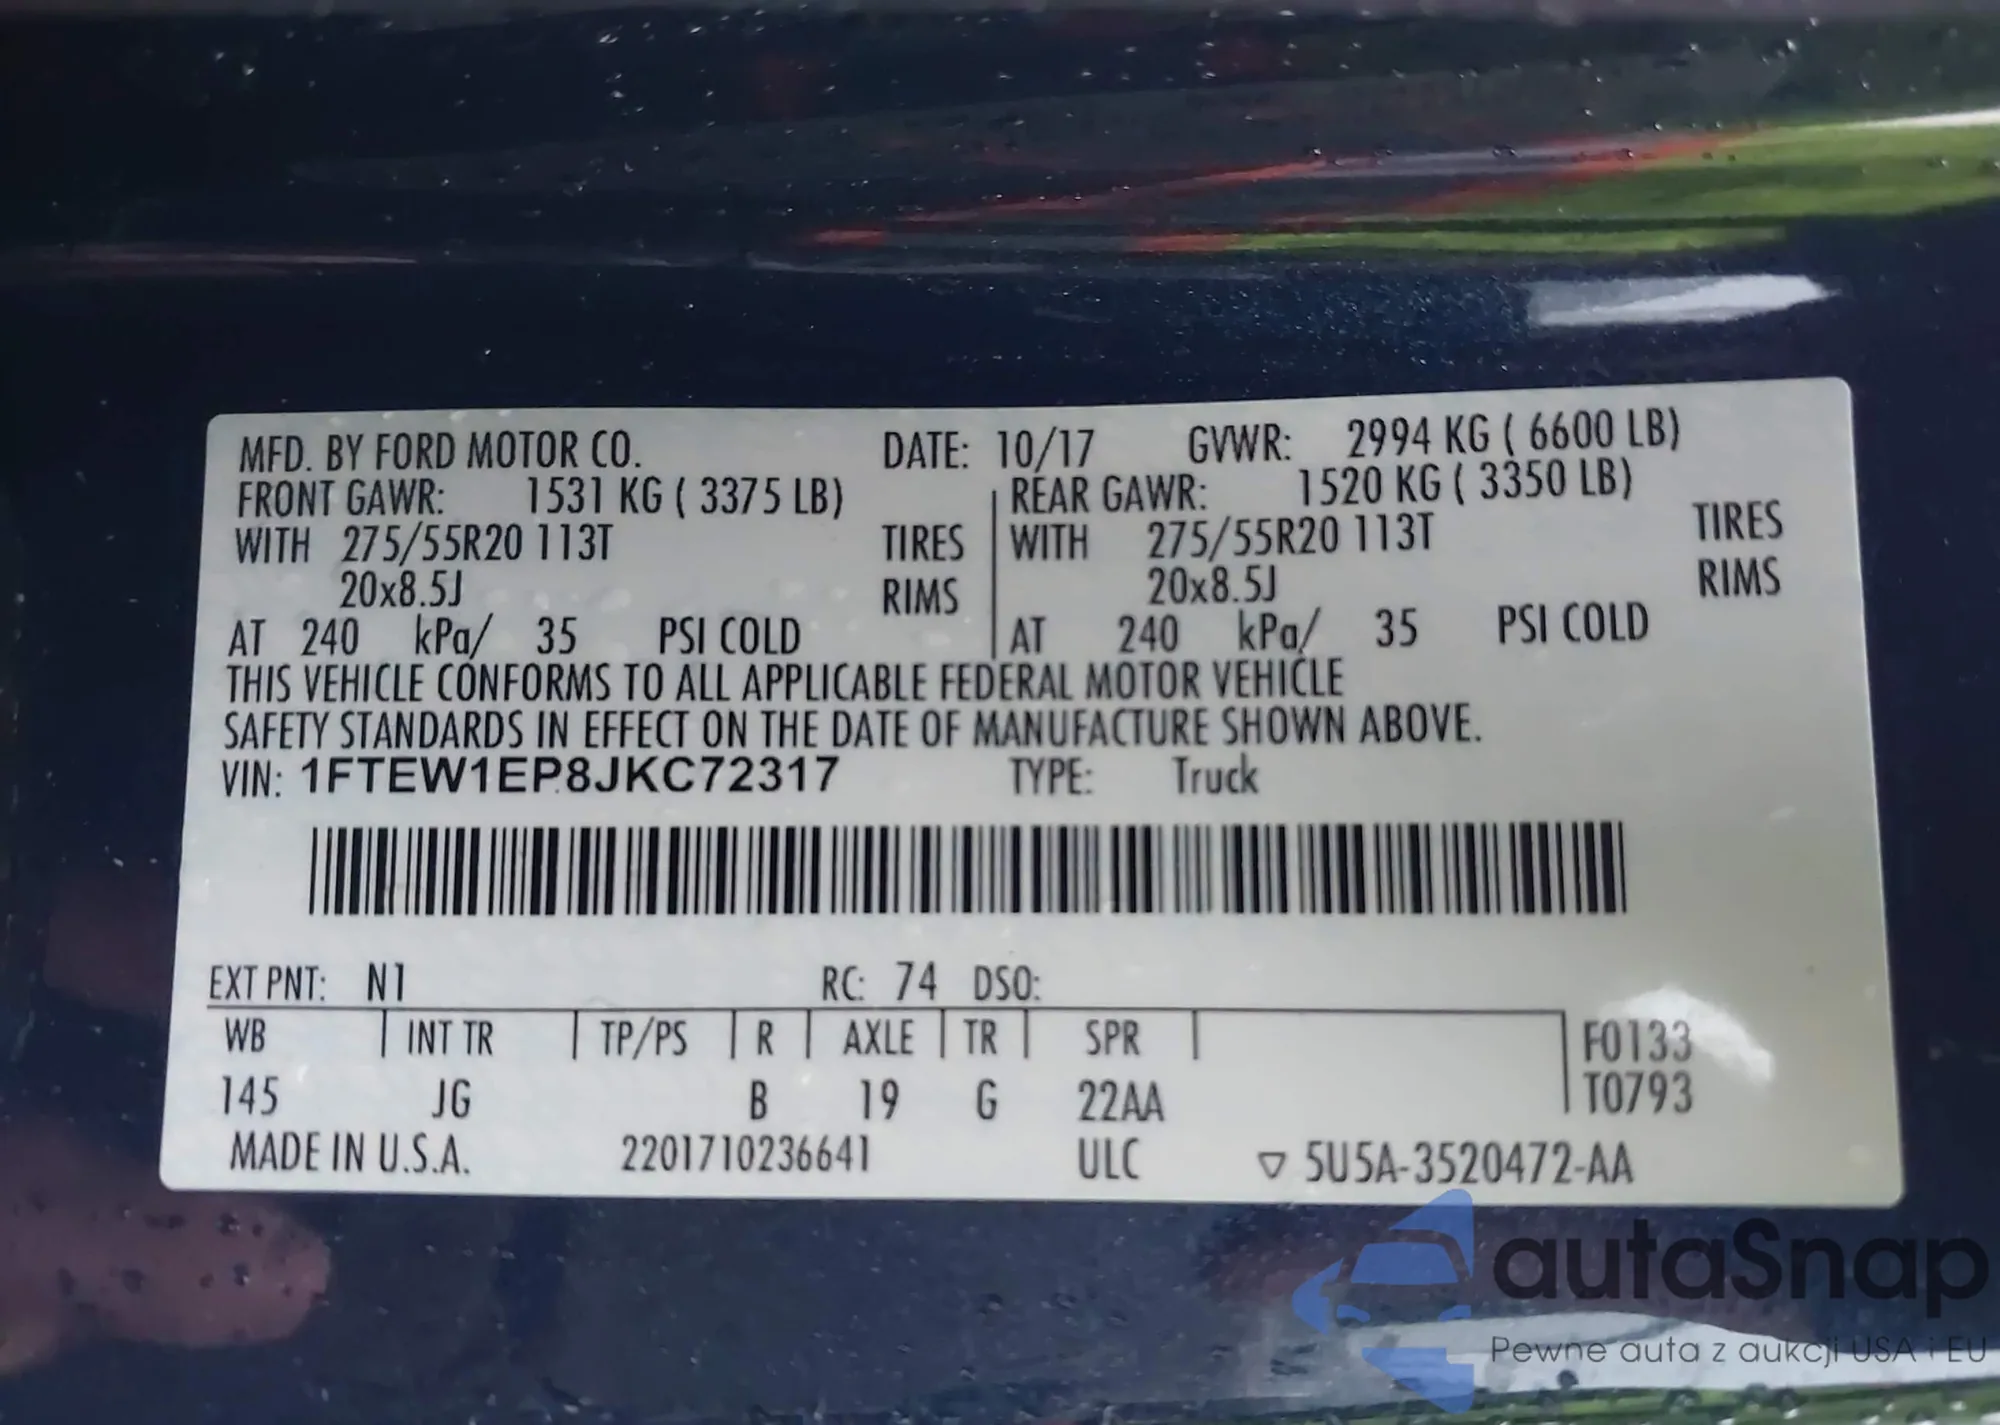 MFD. BY FORD MOTOR CO. DATE: 10/17 GVWR: 2994 KG ( 6600 LB)
FRONT GAWR: 1531 KG ( 3375 LB) REAR GAWR: 1520 KG ( 3350 LB)
WITH 275/55R20 113T TIRES WITH 275/55R20 113T TIRES
20x8.5J RIMS 20x8.5J RIMS
AT 240 kPa/ 35 PSI COLD AT 240 kPa/ 35 PSI COLD
THIS VEHICLE CONFORMS TO ALL APPLICABLE FEDERAL MOTOR VEHICLE
SAFETY STANDARDS IN EFFECT ON THE DATE OF MANUFACTURE SHOWN ABOVE.
VIN: 1FTEW1EP8JKC72317 TYPE: Truck
EXT PNT: N1 RC: 74 DSO:
WB INT TR TP/PS R AXLE TR SPR F0133
145 JG B 19 G 22AA T0793
MADE IN U.S.A. 2201710236641 ULC ▽ 5U5A-3520472-AA
autaSnap
Pewne auta z aukcji USA i EU